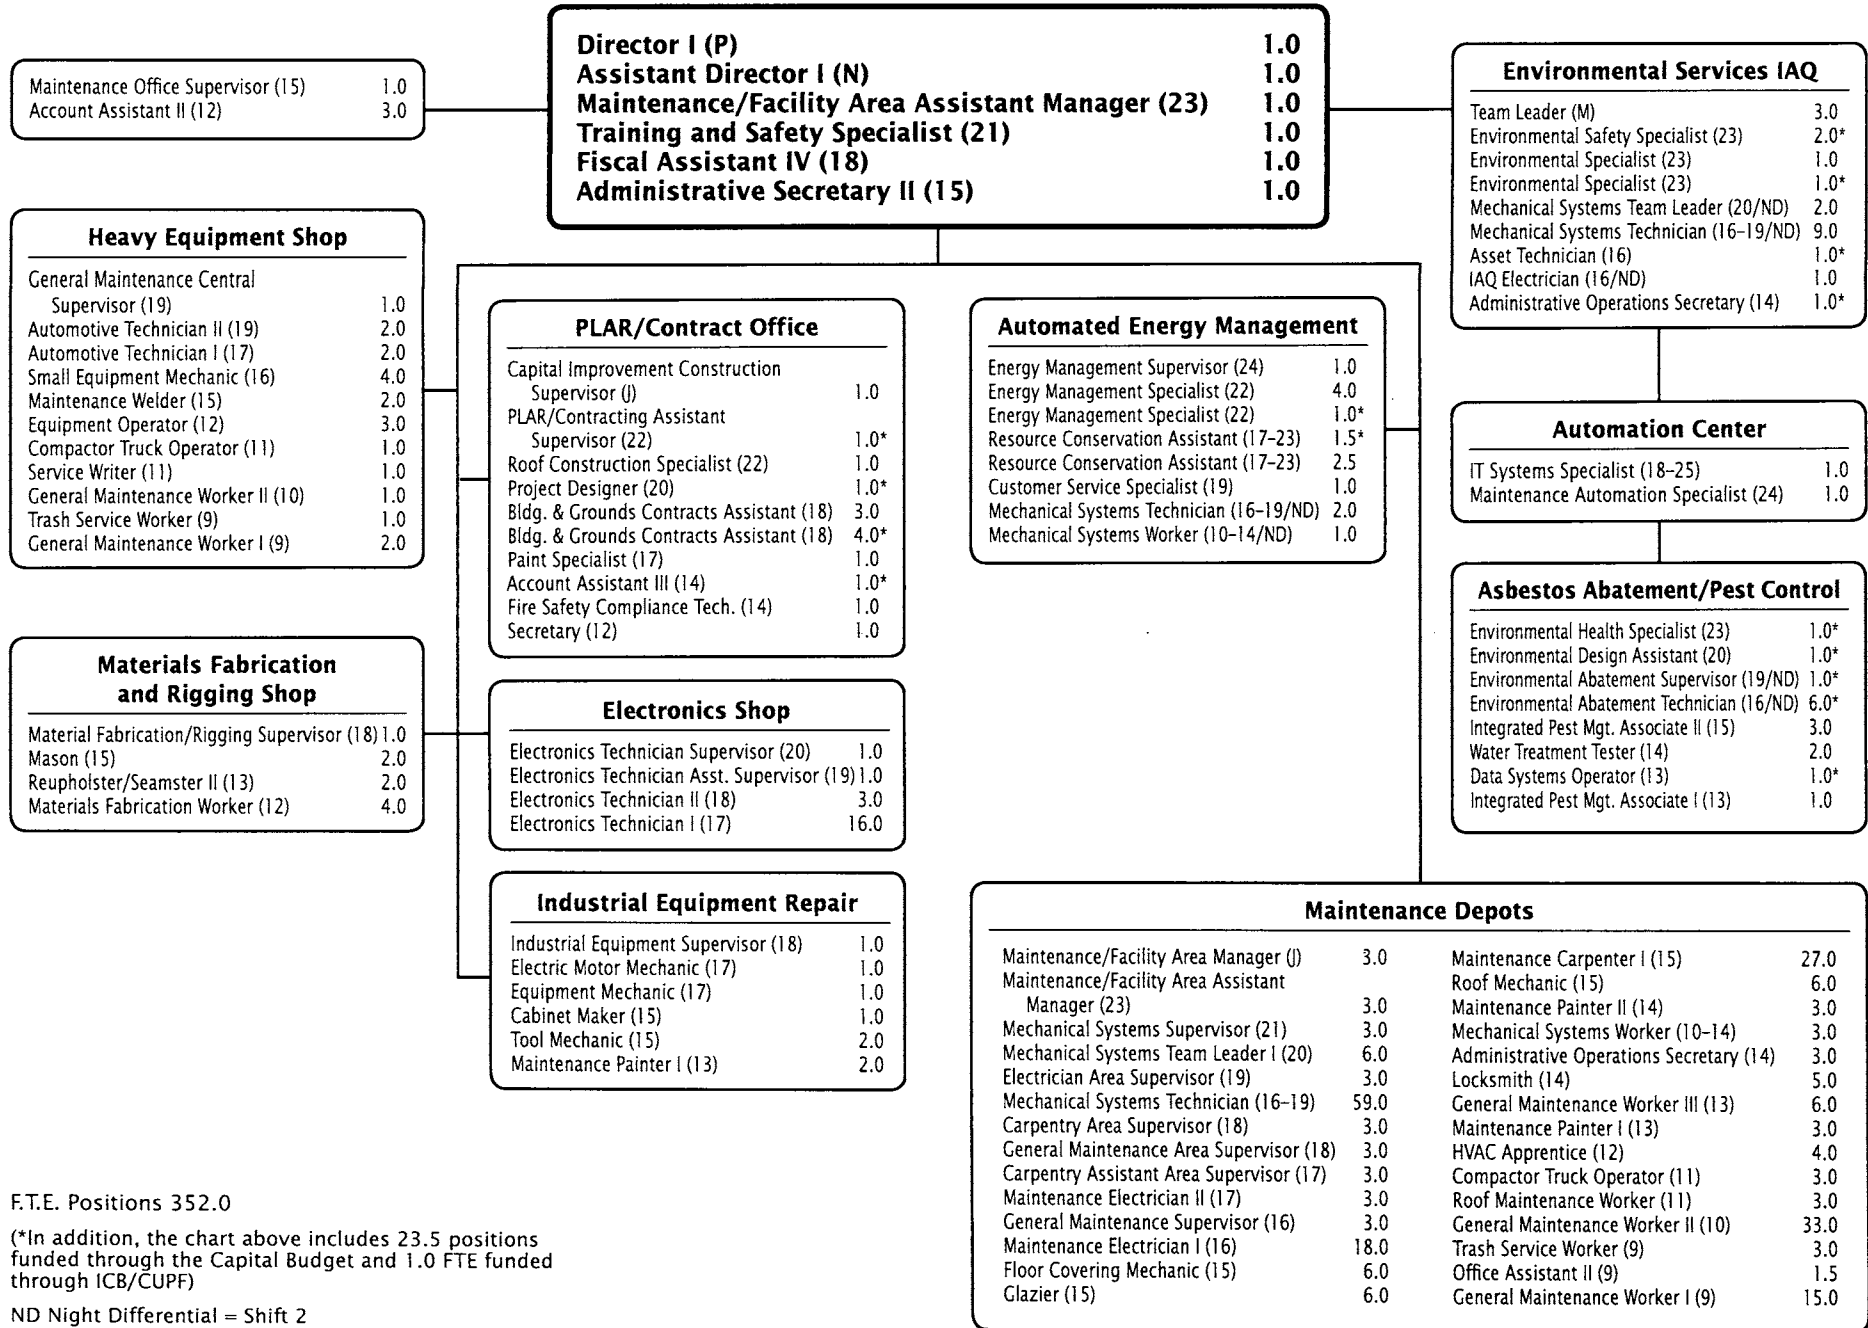 Director I (P) 1.0
Assistant Director I (N) 1.0
Maintenance/Facility Area Assistant Manager (23) 1.0
Training and Safety Specialist (21) 1.0
Fiscal Assistant IV (18) 1.0
Administrative Secretary II (15) 1.0
Maintenance Office Supervisor (15) 1.0
Account Assistant II (12) 3.0
Heavy Equipment Shop
General Maintenance Central
Supervisor (19) 1.0
Automotive Technician II (19) 2.0
Automotive Technician I (17) 2.0
Small Equipment Mechanic (16) 4.0
Maintenance Welder (15) 2.0
Equipment Operator (12) 3.0
Compactor Truck Operator (11) 1.0
Service Writer (11) 1.0
General Maintenance Worker II (10) 1.0
Trash Service Worker (9) 1.0
General Maintenance Worker I (9) 2.0
Materials Fabrication
and Rigging Shop
Material Fabrication/Rigging Supervisor (18) 1.0
Mason (15) 2.0
Reupholster/Seamster II (13) 2.0
Materials Fabrication Worker (12) 4.0
PLAR/Contract Office
Capital Improvement Construction
Supervisor (J) 1.0
PLAR/Contracting Assistant
Supervisor (22) 1.0*
Roof Construction Specialist (22) 1.0
Project Designer (20) 1.0*
Bldg. & Grounds Contracts Assistant (18) 3.0
Bldg. & Grounds Contracts Assistant (18) 4.0*
Paint Specialist (17) 1.0
Account Assistant III (14) 1.0*
Fire Safety Compliance Tech. (14) 1.0
Secretary (12) 1.0
Electronics Shop
Electronics Technician Supervisor (20) 1.0
Electronics Technician Asst. Supervisor (19) 1.0
Electronics Technician II (18) 3.0
Electronics Technician I (17) 16.0
Industrial Equipment Repair
Industrial Equipment Supervisor (18) 1.0
Electric Motor Mechanic (17) 1.0
Equipment Mechanic (17) 1.0
Cabinet Maker (15) 1.0
Tool Mechanic (15) 2.0
Maintenance Painter I (13) 2.0
Automated Energy Management
Energy Management Supervisor (24) 1.0
Energy Management Specialist (22) 4.0
Energy Management Specialist (22) 1.0*
Resource Conservation Assistant (17–23) 1.5*
Resource Conservation Assistant (17–23) 2.5
Customer Service Specialist (19) 1.0
Mechanical Systems Technician (16–19/ND) 2.0
Mechanical Systems Worker (10–14/ND) 1.0
Environmental Services IAQ
Team Leader (M) 3.0
Environmental Safety Specialist (23) 2.0*
Environmental Specialist (23) 1.0
Environmental Specialist (23) 1.0*
Mechanical Systems Team Leader (20/ND) 2.0
Mechanical Systems Technician (16–19/ND) 9.0
Asset Technician (16) 1.0*
IAQ Electrician (16/ND) 1.0
Administrative Operations Secretary (14) 1.0*
Automation Center
IT Systems Specialist (18–25) 1.0
Maintenance Automation Specialist (24) 1.0
Asbestos Abatement/Pest Control
Environmental Health Specialist (23) 1.0*
Environmental Design Assistant (20) 1.0*
Environmental Abatement Supervisor (19/ND) 1.0*
Environmental Abatement Technician (16/ND) 6.0*
Integrated Pest Mgt. Associate II (15) 3.0
Water Treatment Tester (14) 2.0
Data Systems Operator (13) 1.0*
Integrated Pest Mgt. Associate I (13) 1.0
Maintenance Depots
Maintenance/Facility Area Manager (J) 3.0
Maintenance/Facility Area Assistant
Manager (23) 3.0
Mechanical Systems Supervisor (21) 3.0
Mechanical Systems Team Leader I (20) 6.0
Electrician Area Supervisor (19) 3.0
Mechanical Systems Technician (16–19) 59.0
Carpentry Area Supervisor (18) 3.0
General Maintenance Area Supervisor (18) 3.0
Carpentry Assistant Area Supervisor (17) 3.0
Maintenance Electrician II (17) 3.0
General Maintenance Supervisor (16) 3.0
Maintenance Electrician I (16) 18.0
Floor Covering Mechanic (15) 6.0
Glazier (15) 6.0
Maintenance Carpenter I (15) 27.0
Roof Mechanic (15) 6.0
Maintenance Painter II (14) 3.0
Mechanical Systems Worker (10–14) 3.0
Administrative Operations Secretary (14) 3.0
Locksmith (14) 5.0
General Maintenance Worker III (13) 6.0
Maintenance Painter I (13) 3.0
HVAC Apprentice (12) 4.0
Compactor Truck Operator (11) 3.0
Roof Maintenance Worker (11) 3.0
General Maintenance Worker II (10) 33.0
Trash Service Worker (9) 3.0
Office Assistant II (9) 1.5
General Maintenance Worker I (9) 15.0
F.T.E. Positions 352.0
(*In addition, the chart above includes 23.5 positions
funded through the Capital Budget and 1.0 FTE funded
through ICB/CUPF)
ND Night Differential = Shift 2